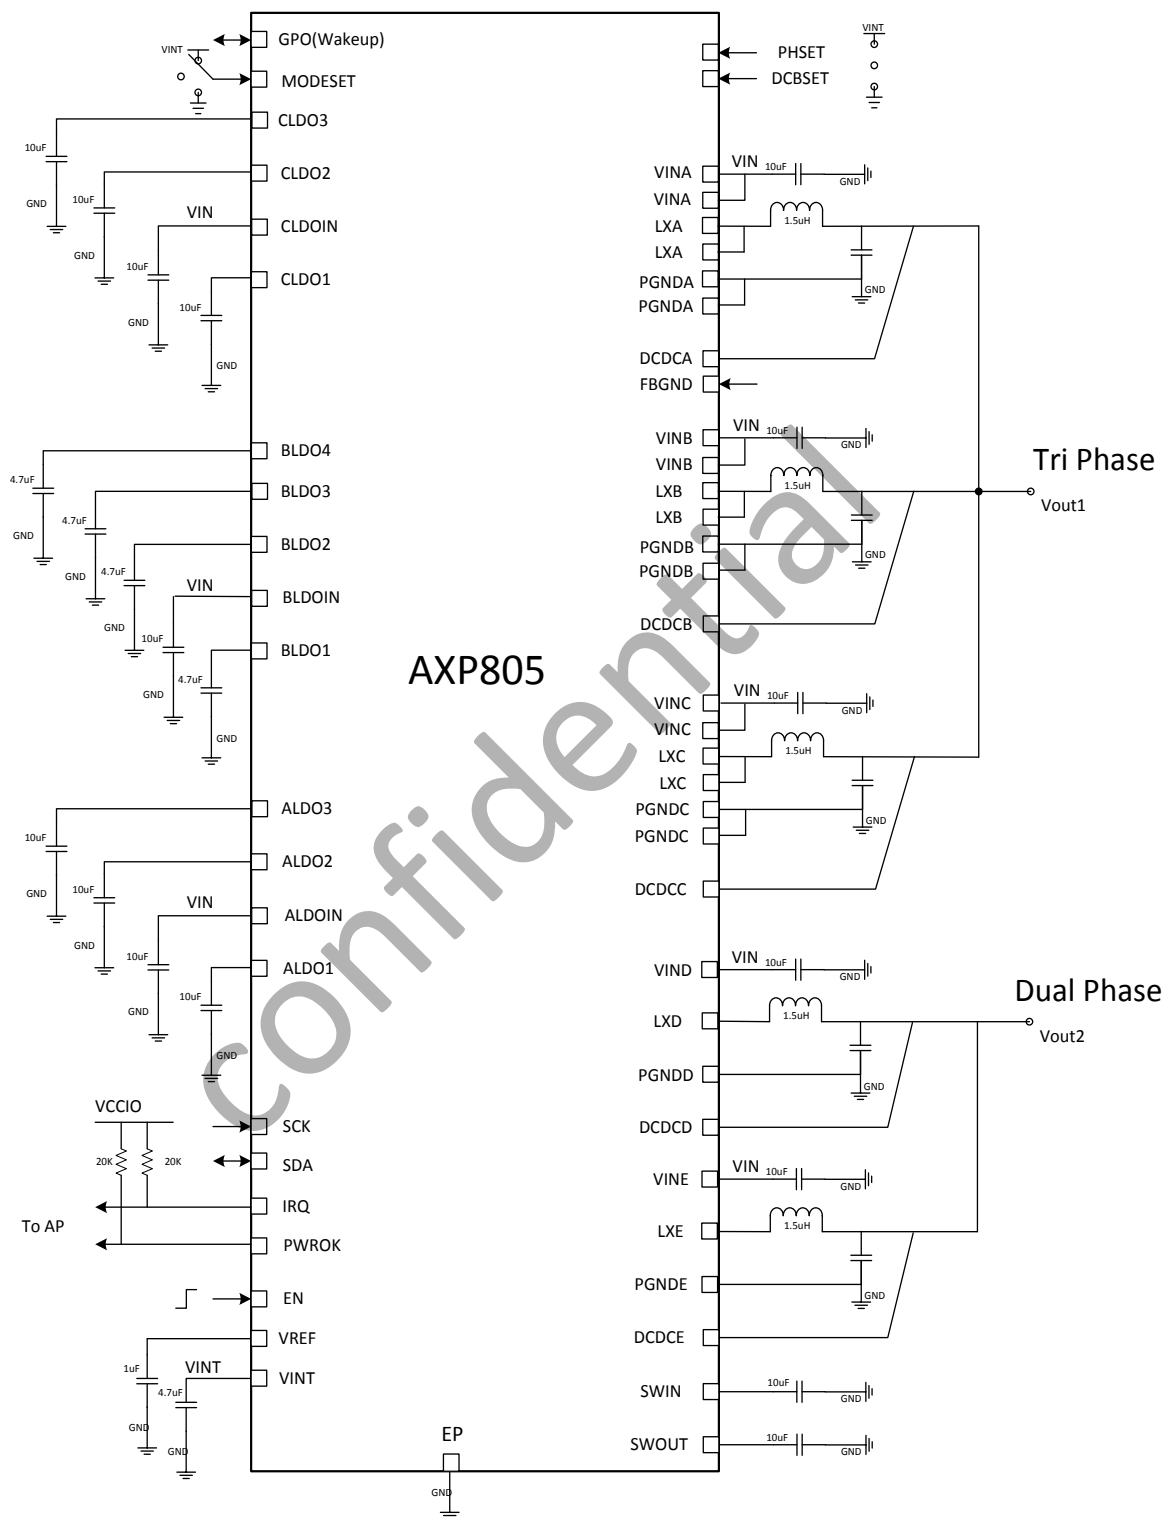 GPO(Wakeup)
VINT
MODESET
CLDO3
10uF
GND
CLDO2
10uF
GND
VIN
CLDOIN
10uF
GND
CLDO1
10uF
GND
BLDO4
4.7uF
GND
BLDO3
4.7uF
GND
BLDO2
4.7uF
GND
VIN
BLDOIN
10uF
GND
BLDO1
4.7uF
GND
ALDO3
10uF
GND
ALDO2
10uF
GND
VIN
ALDOIN
10uF
GND
ALDO1
10uF
GND
VCCIO
20K
20K
SCK
SDA
IRQ
To AP
PWROK
EN
VREF
1uF
GND
VINT
VINT
4.7uF
GND
AXP805
confidential
EP
GND
VINT
PHSET
DCBSET
VINA
VIN
10uF
GND
VINA
LXA
1.5uH
LXA
PGNDA
GND
PGNDA
DCDCA
FBGND
VINB
VIN
10uF
GND
VINB
LXB
1.5uH
LXB
PGNDB
GND
PGNDB
DCDCB
Tri Phase
Vout1
VINC
VIN
10uF
GND
VINC
LXC
1.5uH
LXC
PGNDC
GND
PGNDC
DCDCC
VIND
VIN
10uF
GND
LXD
1.5uH
PGNDD
GND
DCDCD
Dual Phase
Vout2
VINE
VIN
10uF
GND
LXE
1.5uH
PGNDE
GND
DCDCE
SWIN
10uF
GND
SWOUT
10uF
GND